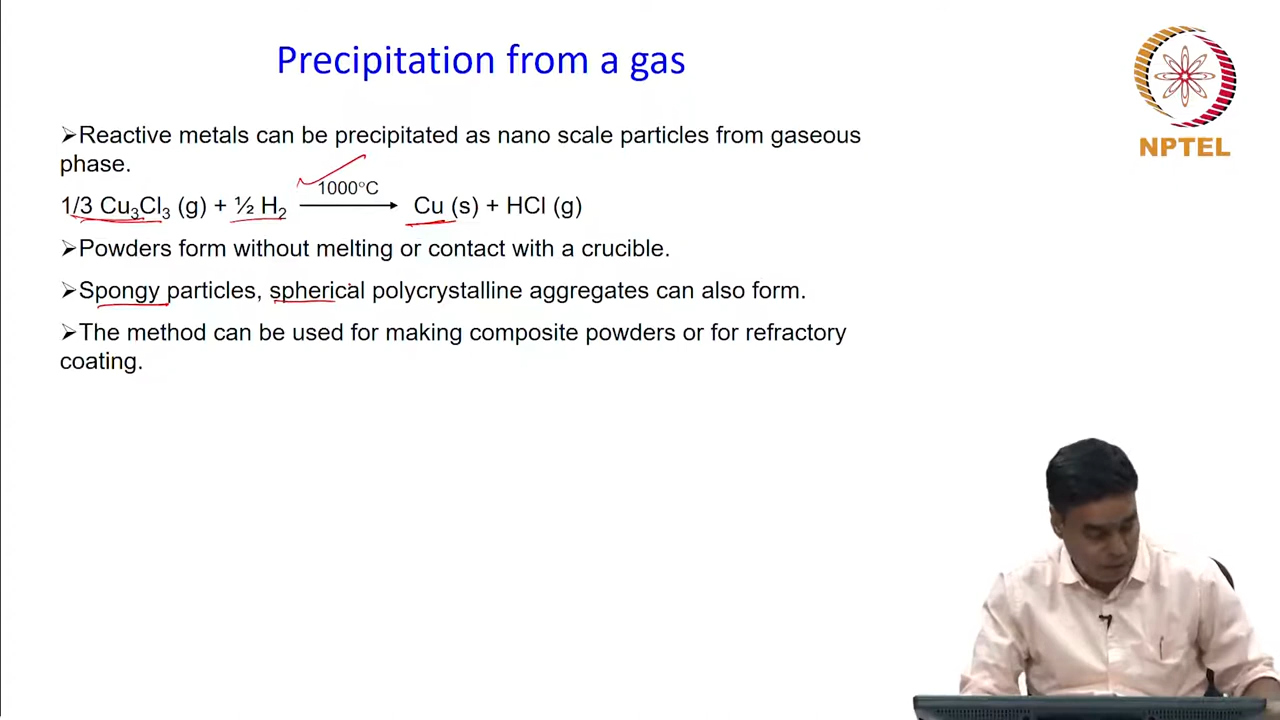 Precipitation from a gas
NPTEL
➢Reactive metals can be precipitated as nano scale particles from gaseous
phase.
1/3 Cu₃Cl₃ (g) + ½ H₂ 1000°C Cu (s) + HCl (g)
➢Powders form without melting or contact with a crucible.
➢Spongy particles, spherical polycrystalline aggregates can also form.
➢The method can be used for making composite powders or for refractory
coating.